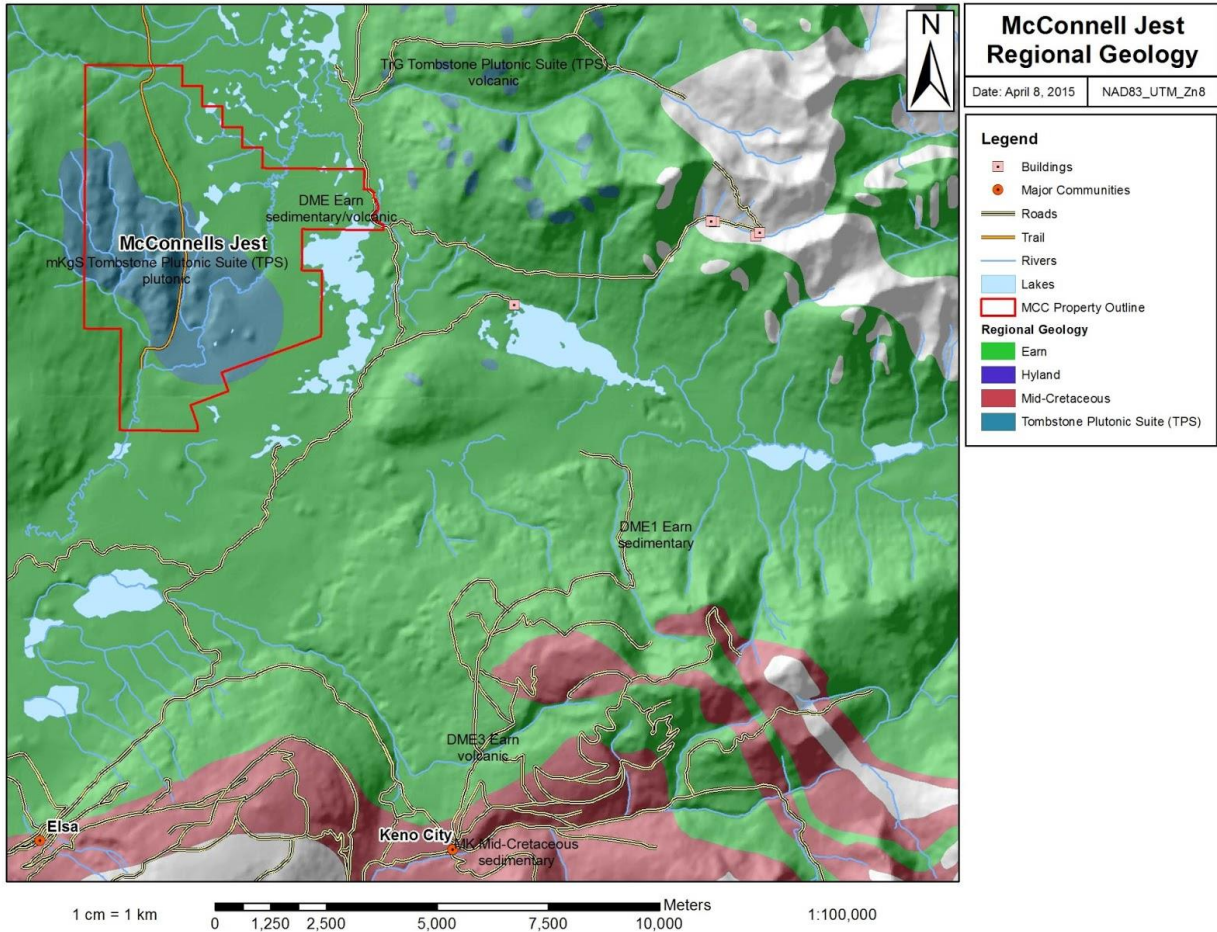 McConnell Jest
Regional Geology
Date: April 8, 2015
NAD83_UTM_Zn8
Legend
Buildings
Major Communities
Roads
Trail
Rivers
Lakes
MCC Property Outline
Regional Geology
Earn
Hyland
Mid-Cretaceous
Tombstone Plutonic Suite (TPS)
N
TrG Tombstone Plutonic Suite (TPS)
volcanic
DME Earn
sedimentary/volcanic
McConnells Jest
mKgS Tombstone Plutonic Suite (TPS)
plutonic
DME1 Earn
sedimentary
DME3 Earn
volcanic
Elsa
Keno City
MK Mid-Cretaceous
sedimentary
1 cm = 1 km
Meters
0 1,250 2,500 5,000 7,500 10,000
1:100,000